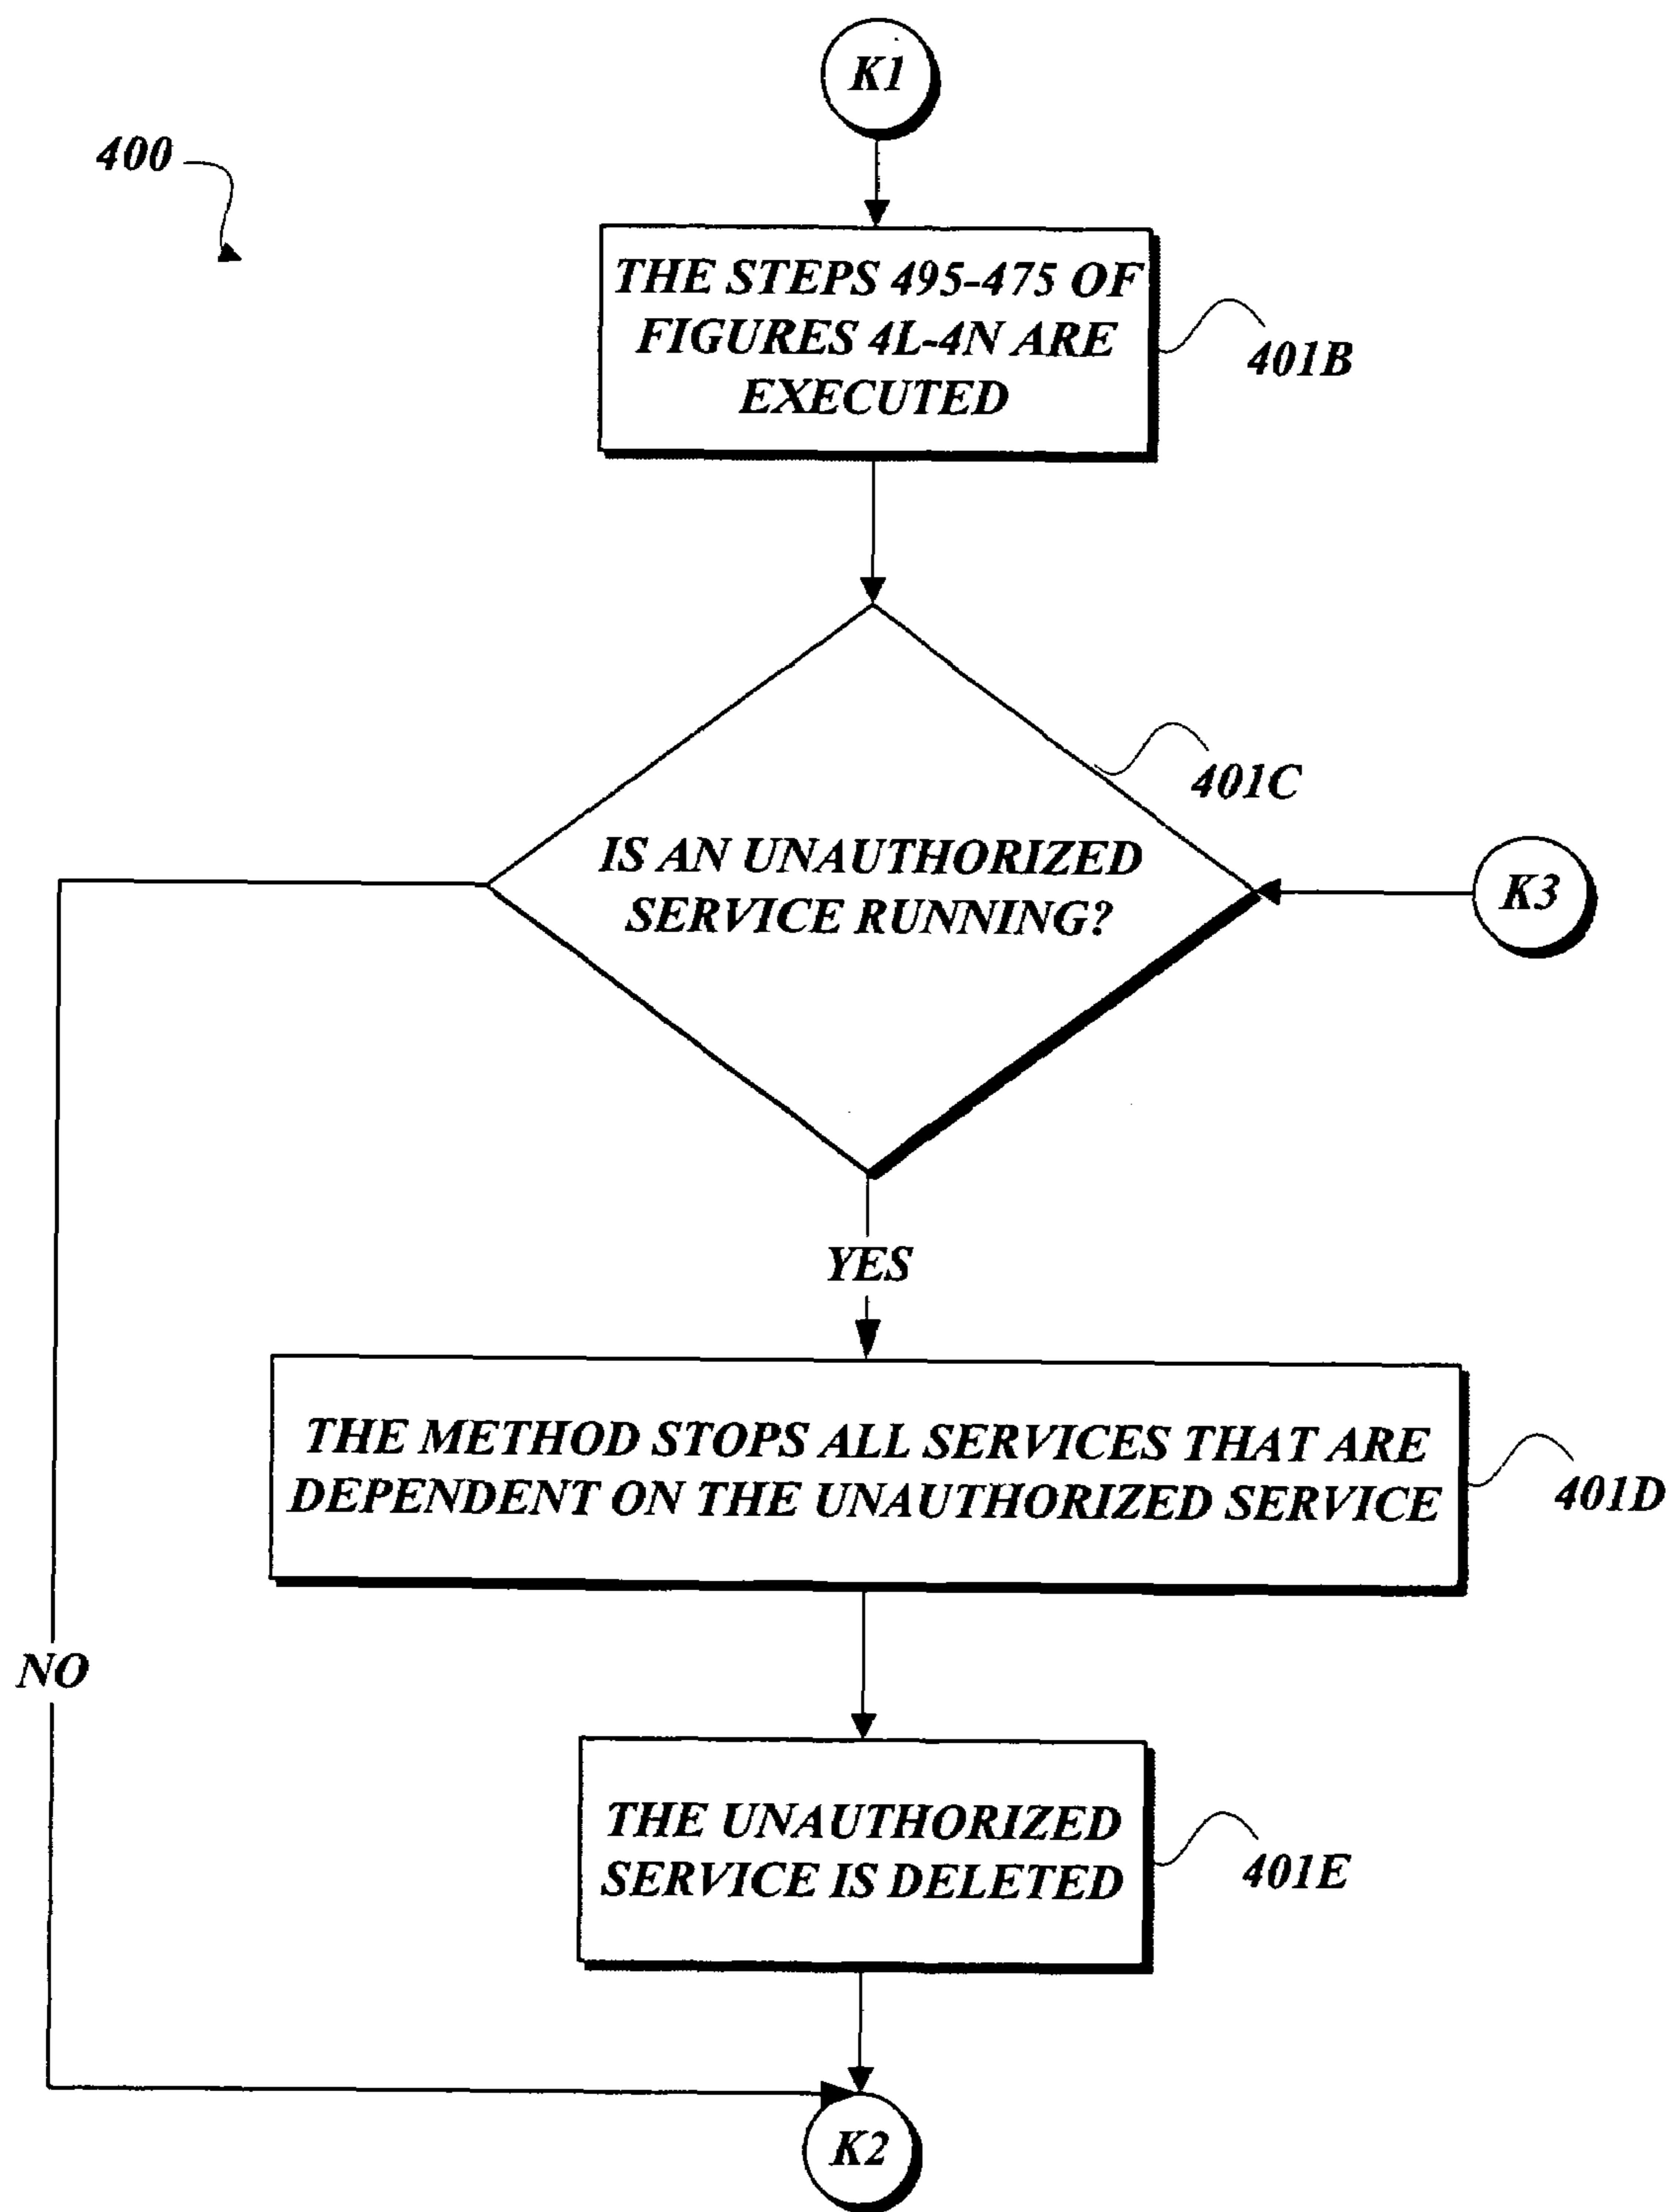 K1
400
THE STEPS 495-475 OF
FIGURES 4L-4N ARE
EXECUTED
401B
401C
IS AN UNAUTHORIZED
SERVICE RUNNING?
K3
YES
THE METHOD STOPS ALL SERVICES THAT ARE
DEPENDENT ON THE UNAUTHORIZED SERVICE
401D
NO
THE UNAUTHORIZED
SERVICE IS DELETED
401E
K2